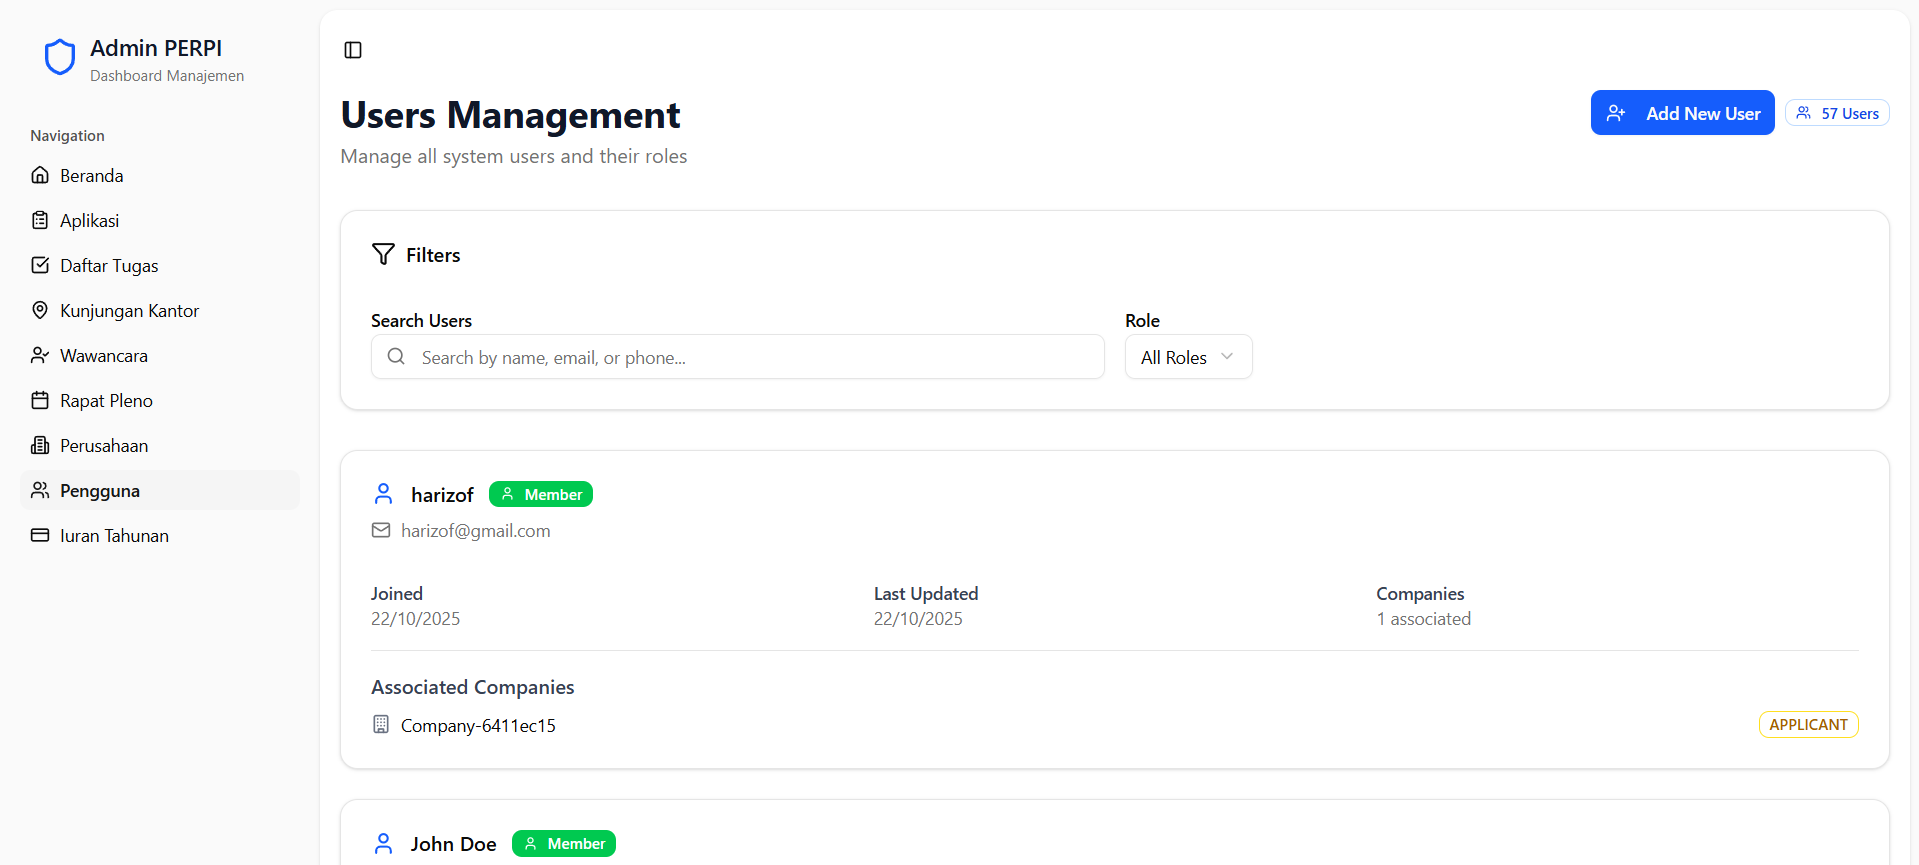 Admin PERPI
Dashboard Manajemen
Navigation
Beranda
Aplikasi
Daftar Tugas
Kunjungan Kantor
Wawancara
Rapat Pleno
Perusahaan
Pengguna
Iuran Tahunan
Users Management
Manage all system users and their roles
Add New User
57 Users
Filters
Search Users
Search by name, email, or phone...
Role
All Roles
harizof Member
harizof@gmail.com
Joined
22/10/2025
Last Updated
22/10/2025
Companies
1 associated
Associated Companies
Company-6411ec15
APPLICANT
John Doe Member